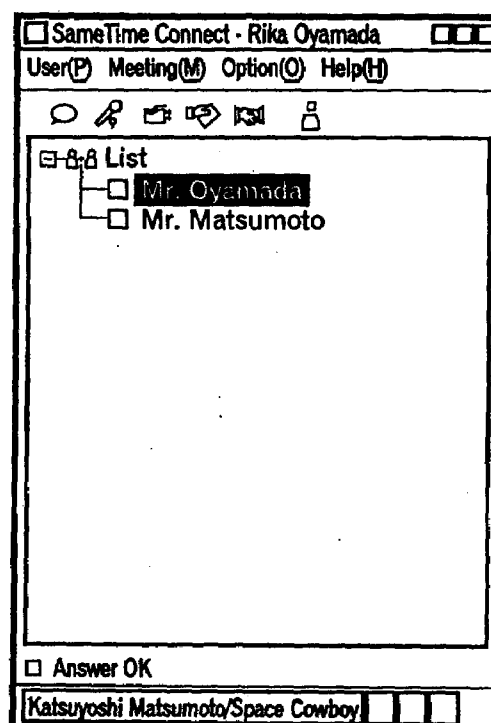 SameTime Connect - Rika Oyamada
User(P) Meeting(M) Option(O) Help(H)
List
Mr. Oyamada
Mr. Matsumoto
Answer OK
Katsuyoshi Matsumoto/Space Cowboy